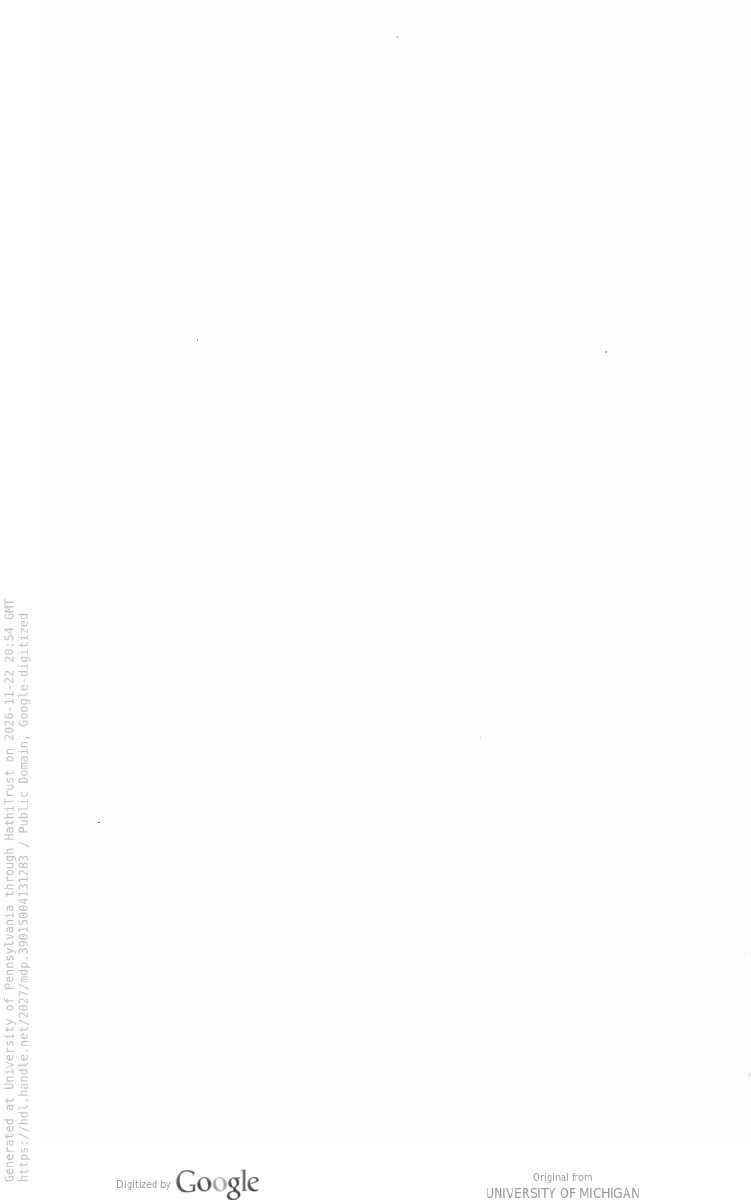 Generated at University of Pennsylvania through HathiTrust on 2026-11-22 20:54 GMT
https://hdl.handle.net/2027/mdp.39015004131283 / Public Domain, Google-digitized
Digitized by Google
Original from
UNIVERSITY OF MICHIGAN